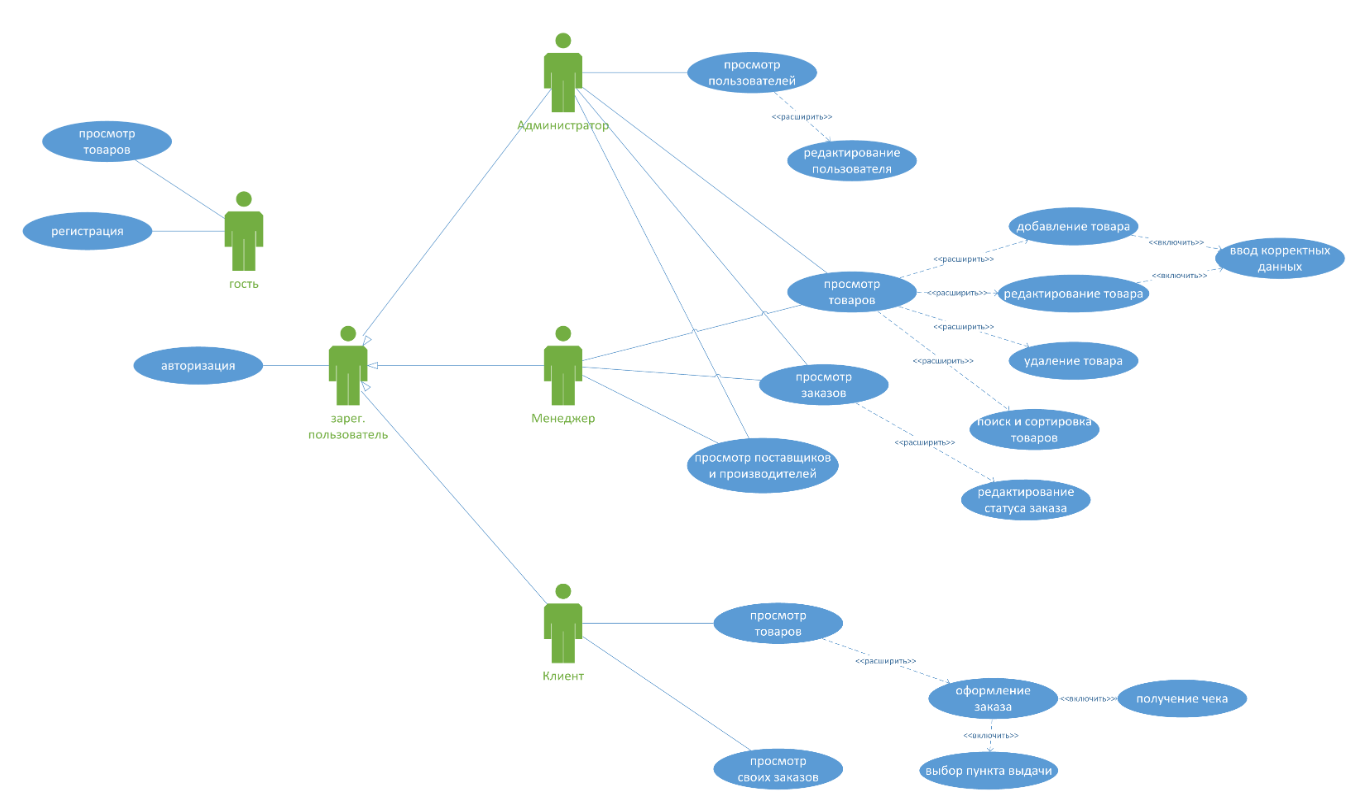 просмотр
пользователей
Администратор
<<расширить>>
просмотр
товаров
редактирование
пользователя
добавление товара
регистрация
<<включить>>
ввод корректных
данных
<<расширить>>
<<включить>>
гость
просмотр
товаров
<<расширить>>
редактирование товара
<<расширить>>
авторизация
<<расширить>>
удаление товара
просмотр
заказов
зарег.
пользователь
Менеджер
поиск и сортировка
товаров
<<расширить>>
просмотр поставщиков
и производителей
редактирование
статуса заказа
просмотр
товаров
<<расширить>>
Клиент
оформление
заказа
<<включить>>
получение чека
<<включить>>
просмотр
своих заказов
выбор пункта выдачи